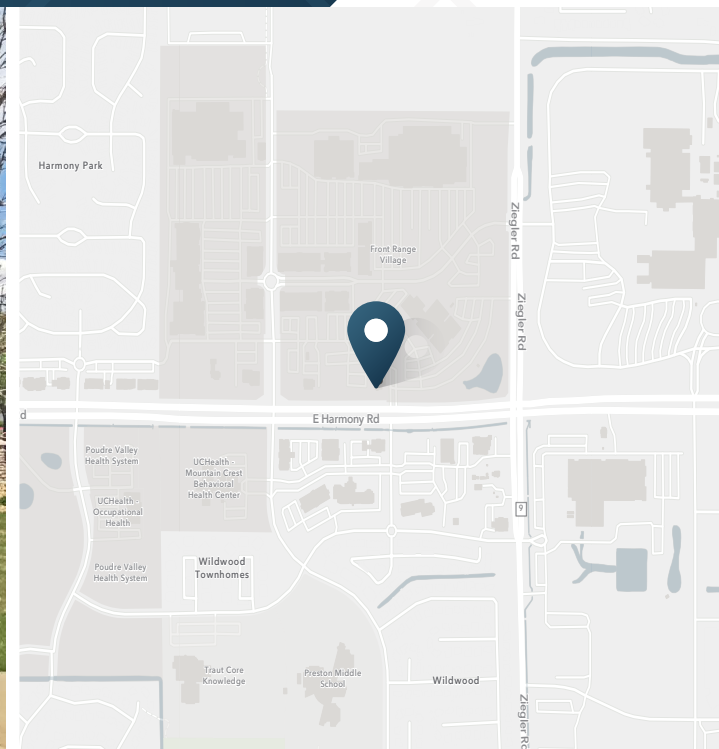 Harmony Park
Ziegler Rd
Front Range
Village
Ziegler Rd
d
E Harmony Rd
Poudre Valley
Health System
UCHealth -
Mountain Crest
Behavioral
Health Center
UCHealth -
Occupational
Health
9
Wildwood
Townhomes
Poudre Valley
Health System
Traut Core
Knowledge
Preston Middle
School
Wildwood
Ziegler Rd